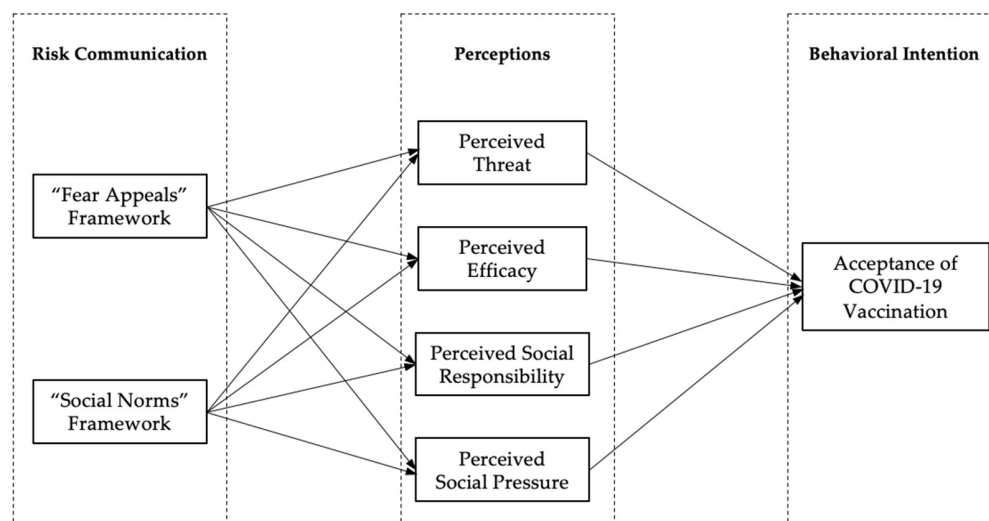 Risk Communication
Perceptions
Behavioral Intention
“Fear Appeals”
Framework
“Social Norms”
Framework
Perceived
Threat
Perceived
Efficacy
Perceived Social
Responsibility
Perceived
Social Pressure
Acceptance of
COVID-19
Vaccination